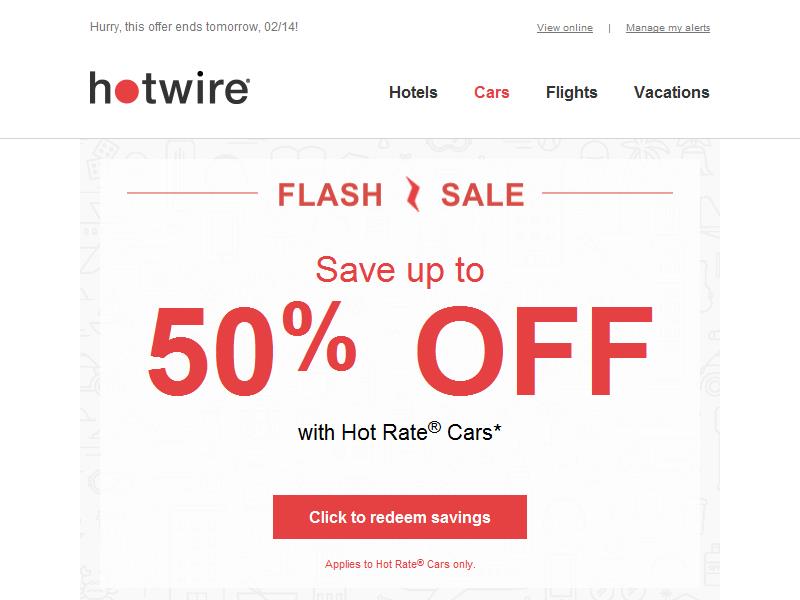 Hurry, this offer ends tomorrow, 02/14!
View online | Manage my alerts
hotwire®
Hotels Cars Flights Vacations
FLASH SALE
Save up to
50% OFF
with Hot Rate® Cars*
Click to redeem savings
Applies to Hot Rate® Cars only.